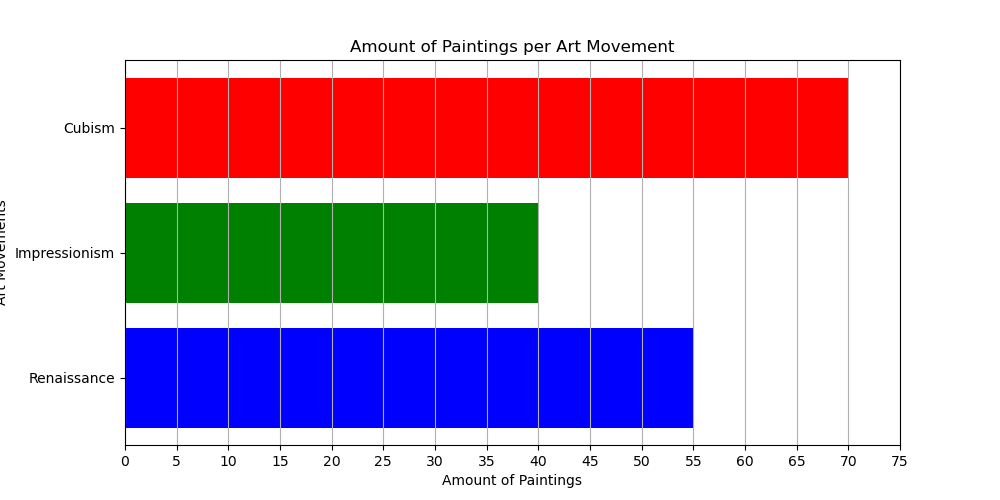 Amount of Paintings per Art Movement
Cubism
Impressionism
Renaissance
Art Movements
0 5 10 15 20 25 30 35 40 45 50 55 60 65 70 75
Amount of Paintings